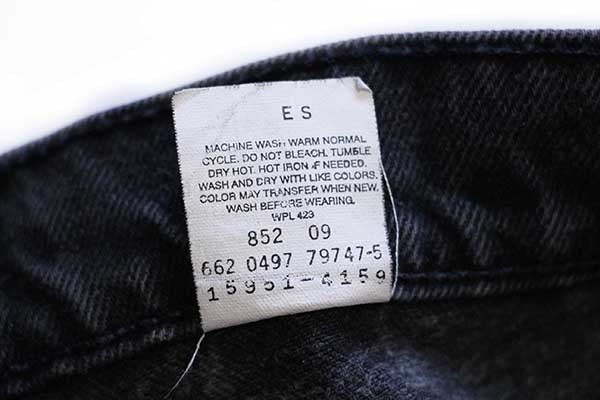 E S
MACHINE WASH WARM NORMAL
CYCLE. DO NOT BLEACH. TUMBLE
DRY HOT. HOT IRON IF NEEDED.
WASH AND DRY WITH LIKE COLORS.
COLOR MAY TRANSFER WHEN NEW.
WASH BEFORE WEARING.
WPL 423
852 09
662 0497 79747-5
15951-4159